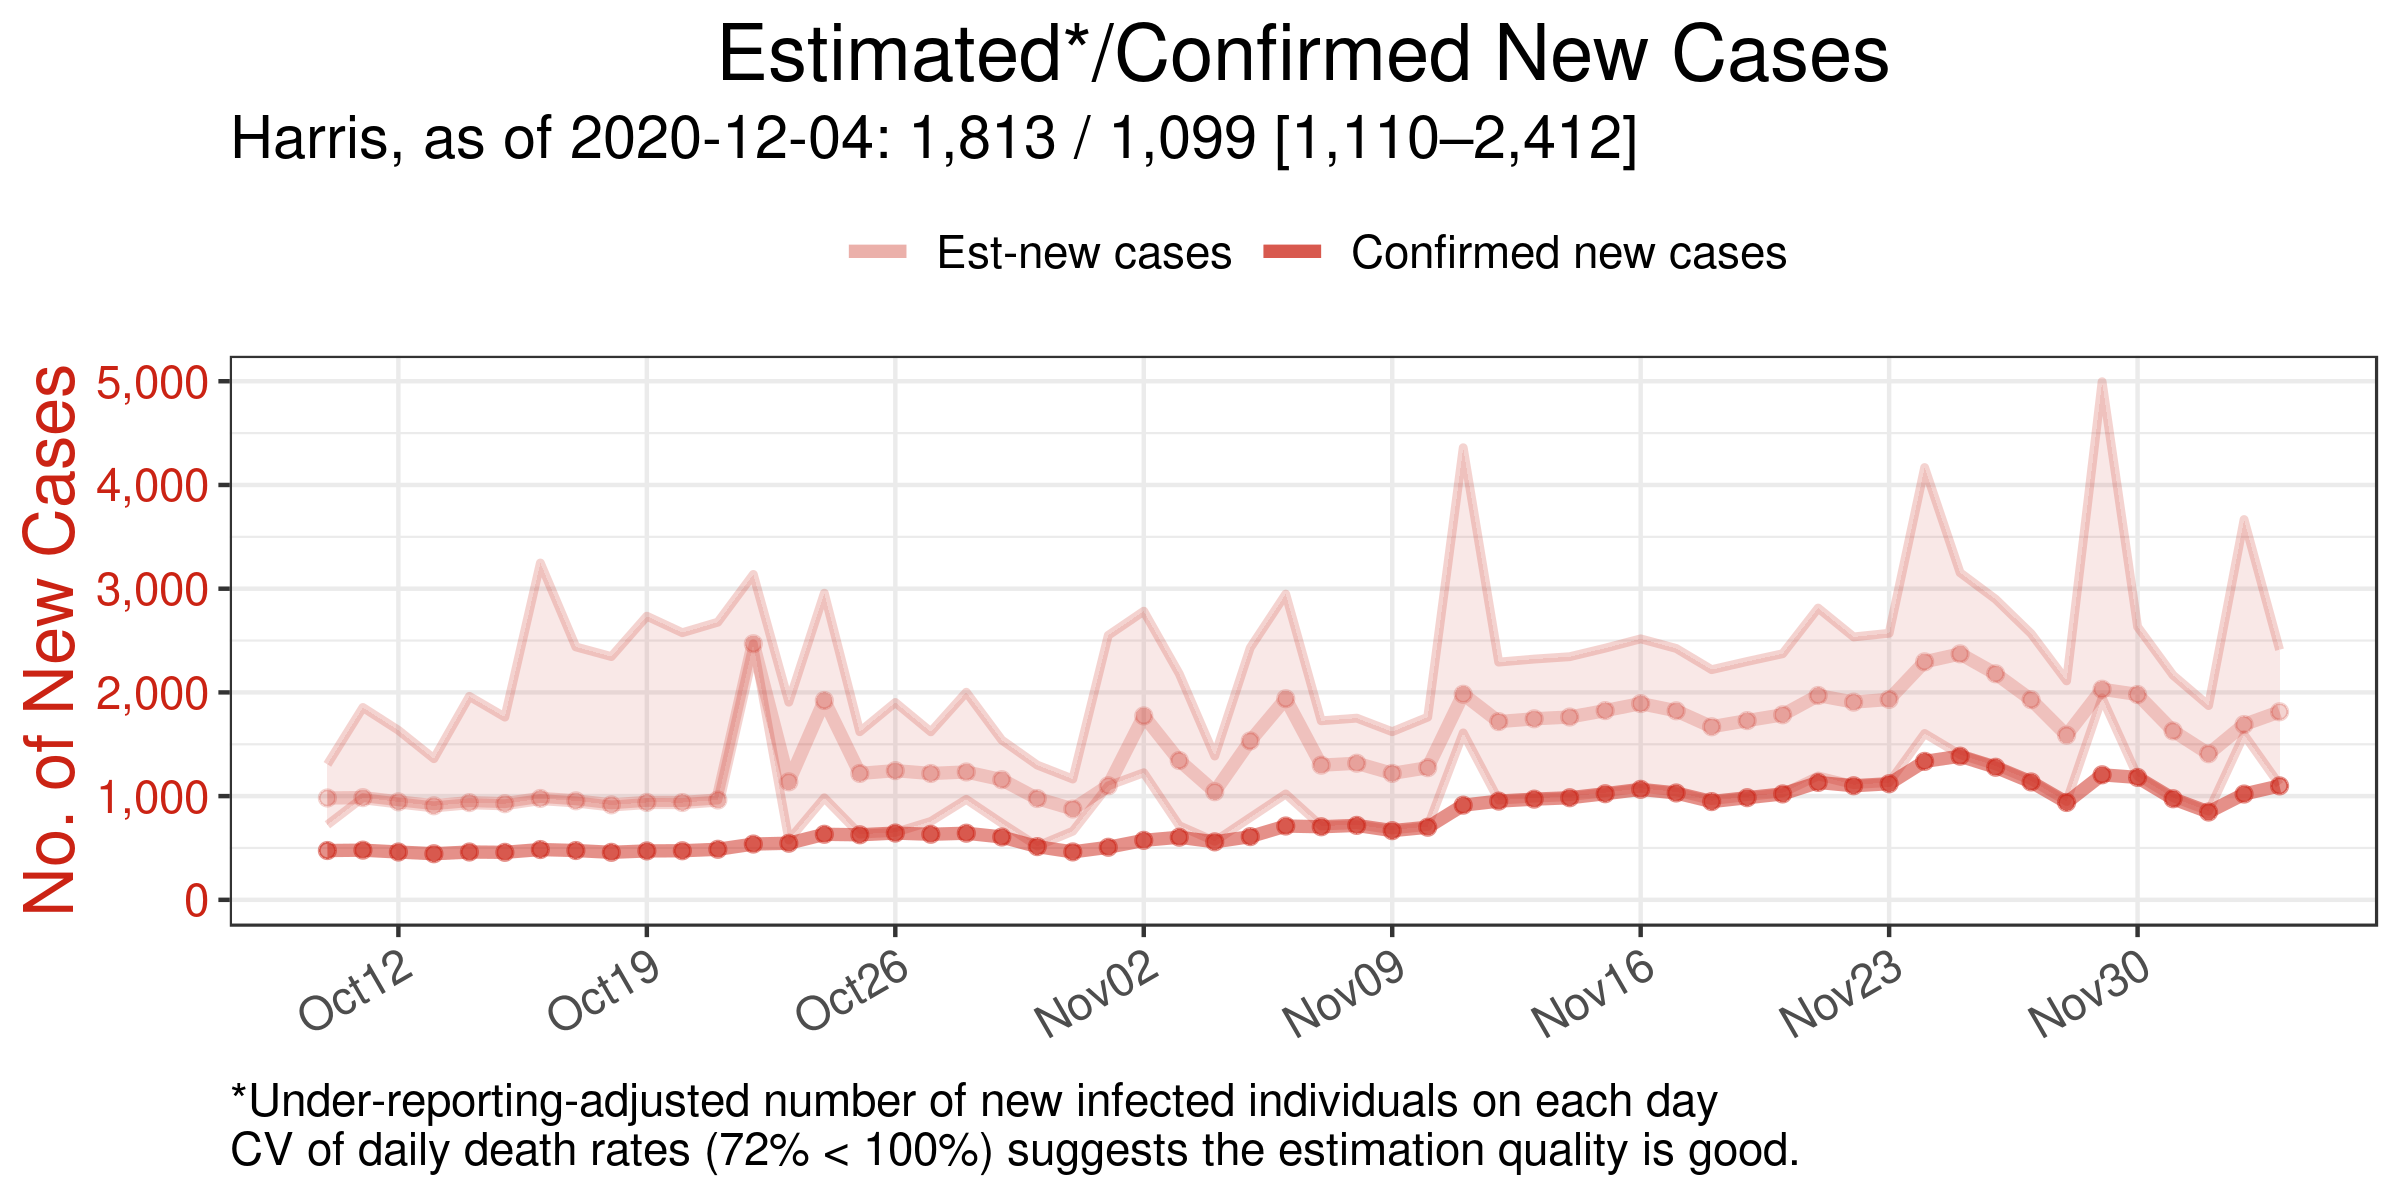 Estimated*/Confirmed New Cases
Harris, as of 2020-12-04: 1,813 / 1,099 [1,110–2,412]
Est-new cases Confirmed new cases
No. of New Cases
5,000
4,000
3,000
2,000
1,000
0
Oct12 Oct19 Oct26 Nov02 Nov09 Nov16 Nov23 Nov30
*Under-reporting-adjusted number of new infected individuals on each day
CV of daily death rates (72% < 100%) suggests the estimation quality is good.